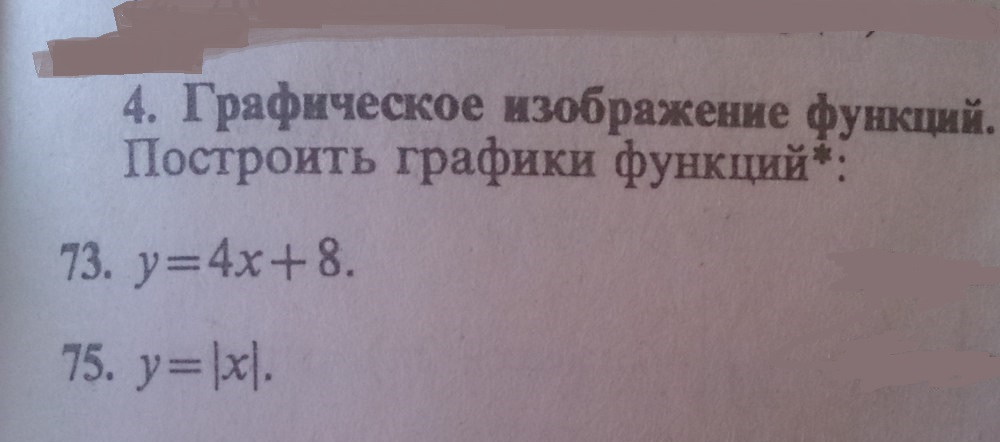 4. Графическое изображение функций.
Построить графики функций*:
73. y=4x+8.
75. y=|x|.